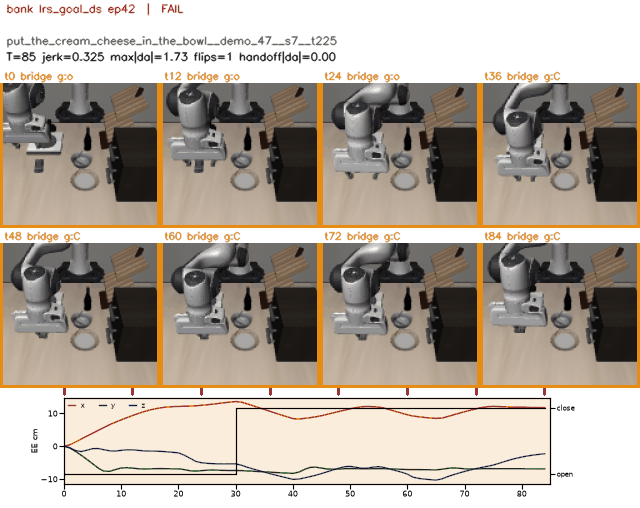 bank lrs_goal_ds ep42 | FAIL
put_the_cream_cheese_in_the_bowl__demo_47__s7__t225
T=85 jerk=0.325 max|da|=1.73 flips=1 handoff|da|=0.00
t0 bridge g:o
t12 bridge g:o
t24 bridge g:o
t36 bridge g:C
t48 bridge g:C
t60 bridge g:C
t72 bridge g:C
t84 bridge g:C
x y z
EE cm
10
0
−10
close
open
0 10 20 30 40 50 60 70 80